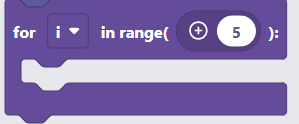 for i in range( + 5 ):